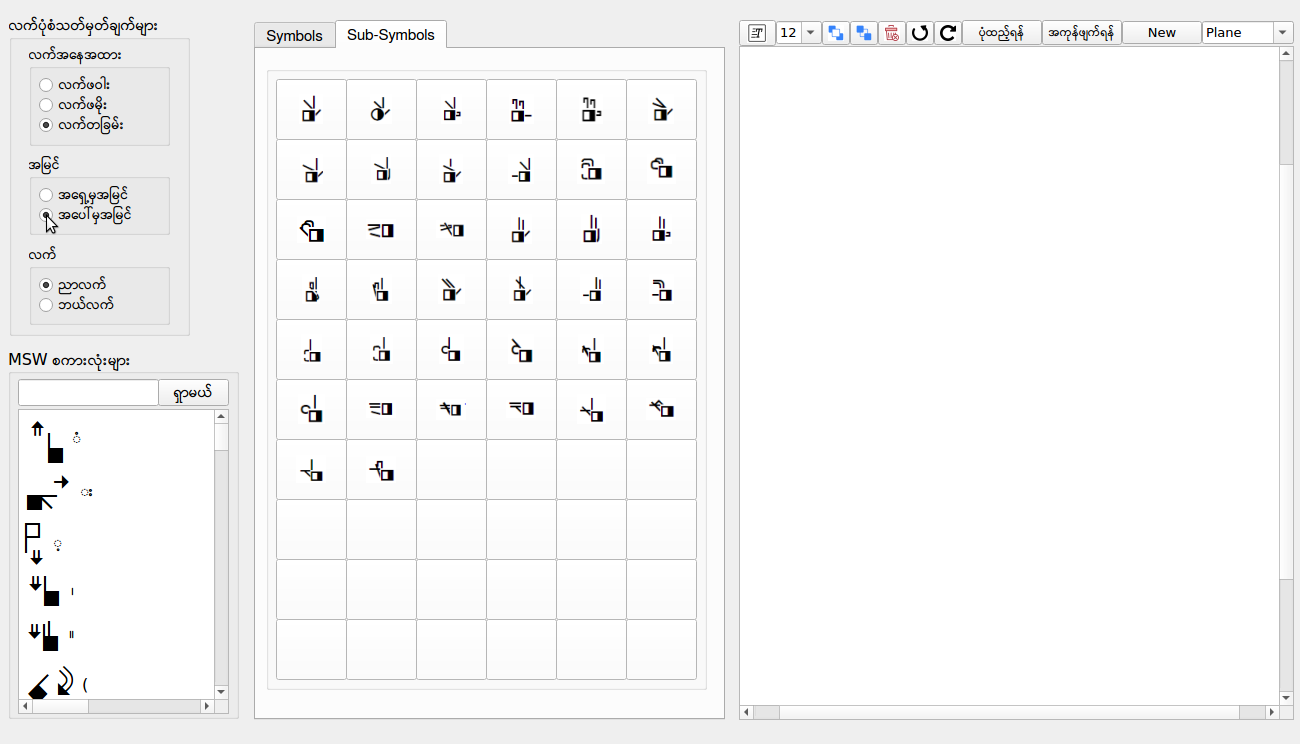 လက်ပုံစံသတ်မှတ်ချက်များ
လက်အနေအထား
လက်ဖဝါး
လက်ဖမိုး
လက်တခြမ်း
အမြင်
အရှေ့မှအမြင်
အပေါ်မှအမြင်
လက်
ညာလက်
ဘယ်လက်
MSW စကားလုံးများ
ရှာမယ်
ံ
း
့
၊
။
(
Symbols
Sub-Symbols
12
ပုံထည့်ရန်
အကုန်ဖျက်ရန်
New
Plane